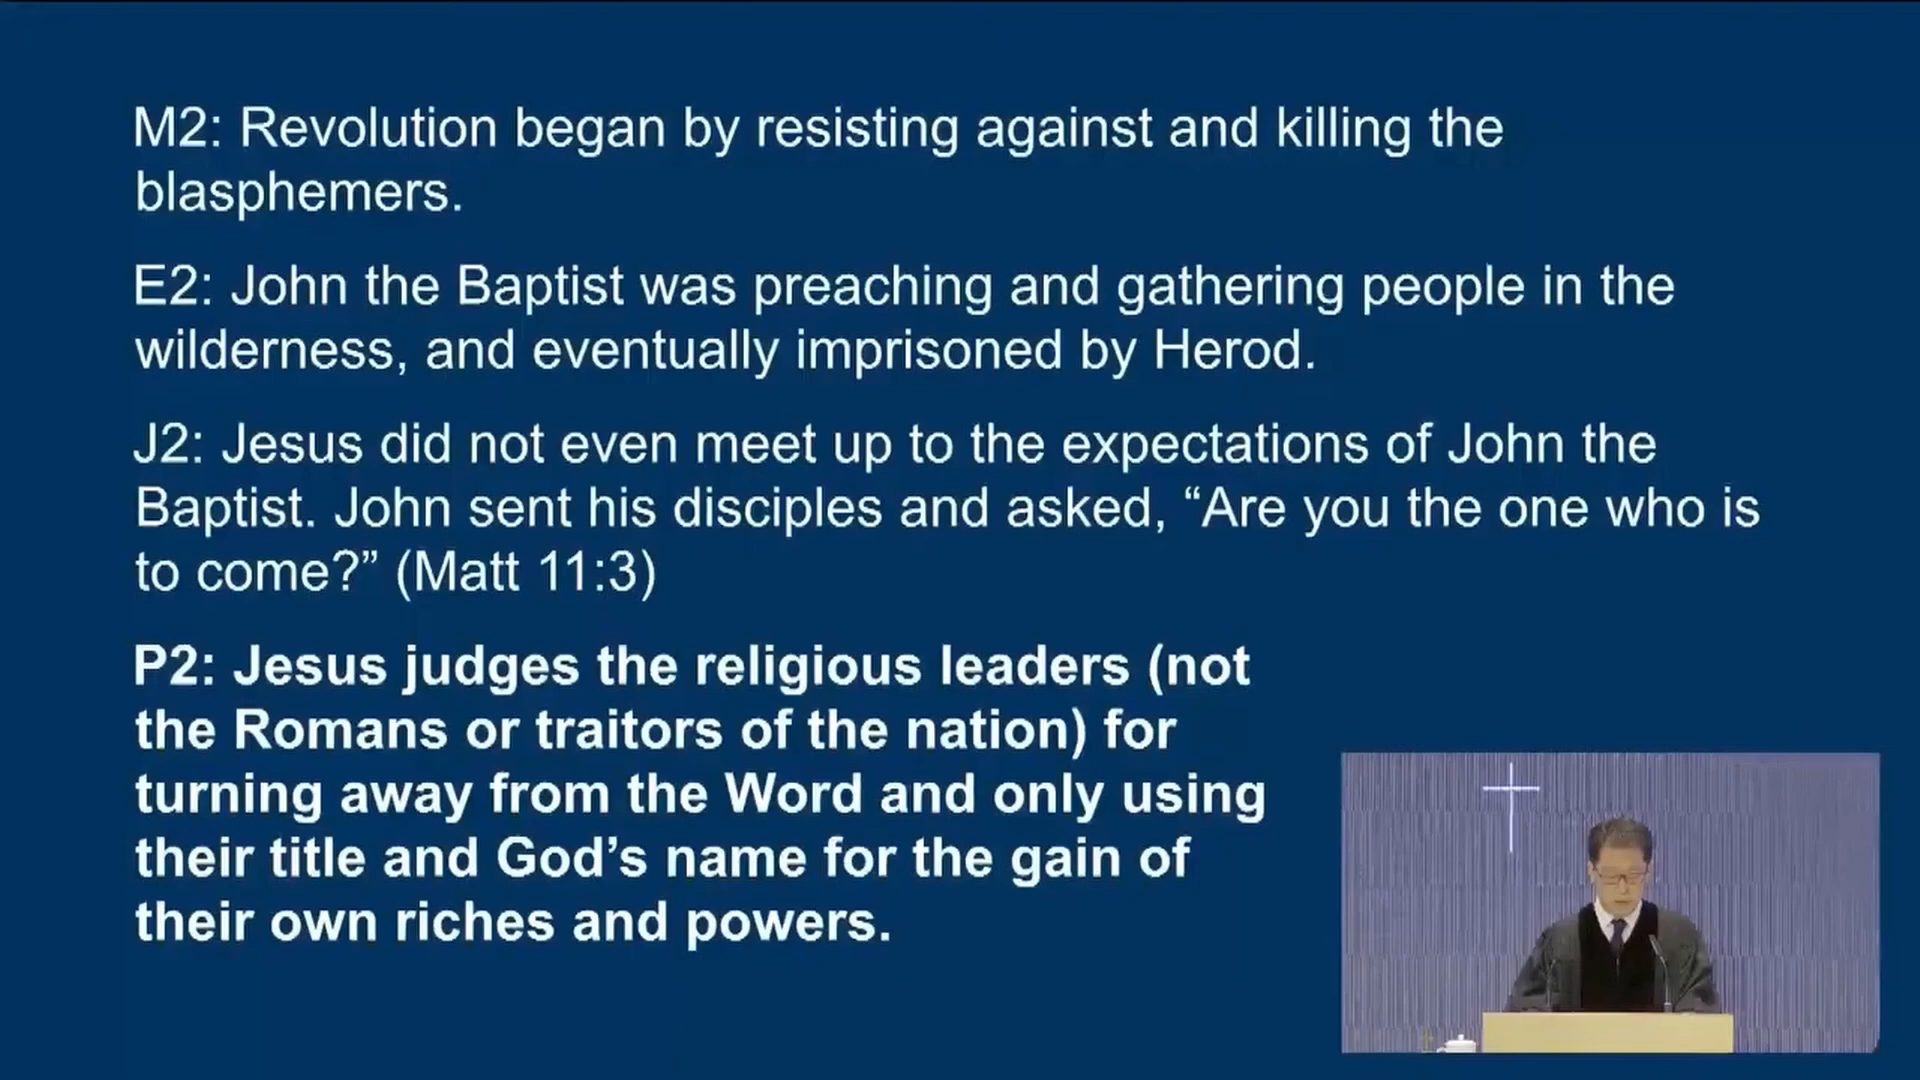 M2: Revolution began by resisting against and killing the
blasphemers.
E2: John the Baptist was preaching and gathering people in the
wilderness, and eventually imprisoned by Herod.
J2: Jesus did not even meet up to the expectations of John the
Baptist. John sent his disciples and asked, “Are you the one who is
to come?” (Matt 11:3)
P2: Jesus judges the religious leaders (not
the Romans or traitors of the nation) for
turning away from the Word and only using
their title and God’s name for the gain of
their own riches and powers.